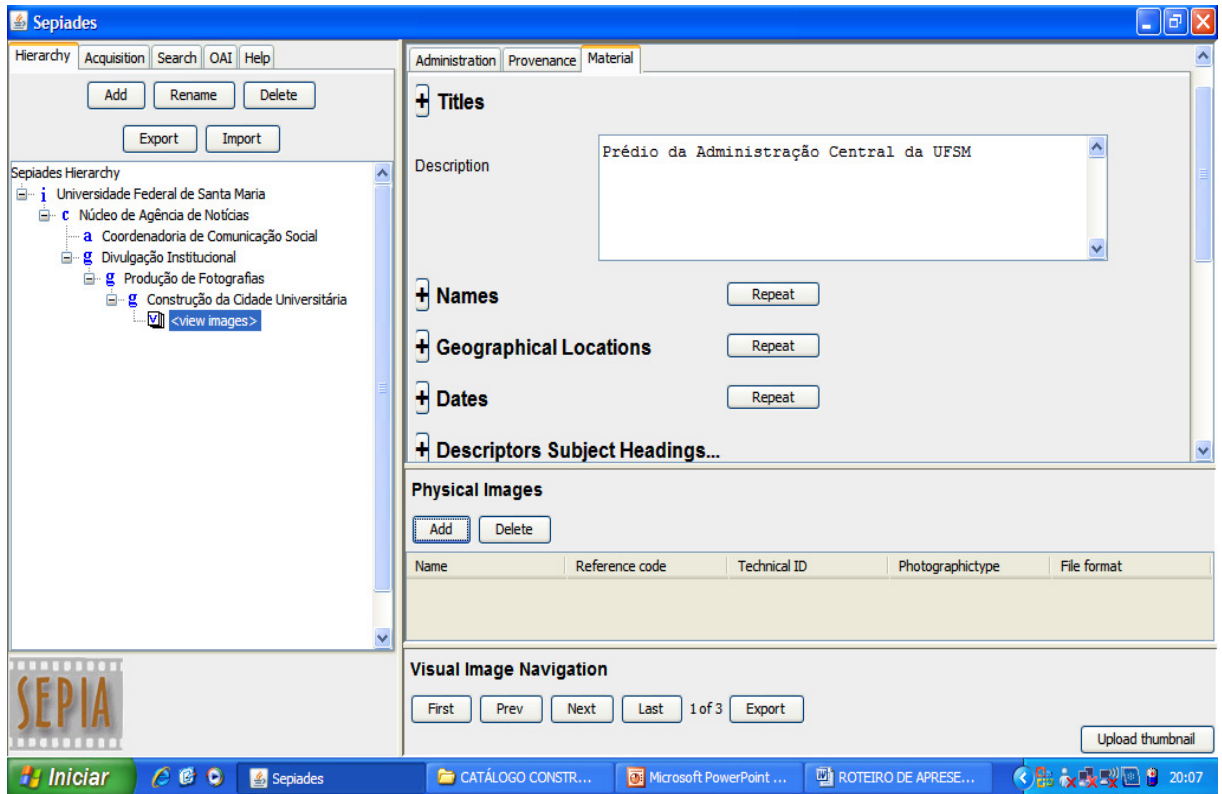 Sepiades
Hierarchy Acquisition Search OAI Help
Add Rename Delete
Export Import
Sepiades Hierarchy
i Universidade Federal de Santa Maria
c Núcleo de Agência de Notícias
a Coordenadoria de Comunicação Social
g Divulgação Institucional
g Produção de Fotografias
g Construção da Cidade Universitária
V <view images>
SEPIA
Administration Provenance Material
+ Titles
Description
Prédio da Administração Central da UFSM
+ Names Repeat
+ Geographical Locations Repeat
+ Dates Repeat
+ Descriptors Subject Headings...
Physical Images
Add Delete
Name Reference code Technical ID Photographictype File format
Visual Image Navigation
First Prev Next Last 1 of 3 Export
Upload thumbnail
Iniciar Sepiades CATÁLOGO CONSTR... Microsoft PowerPoint ... ROTEIRO DE APRESE... 20:07